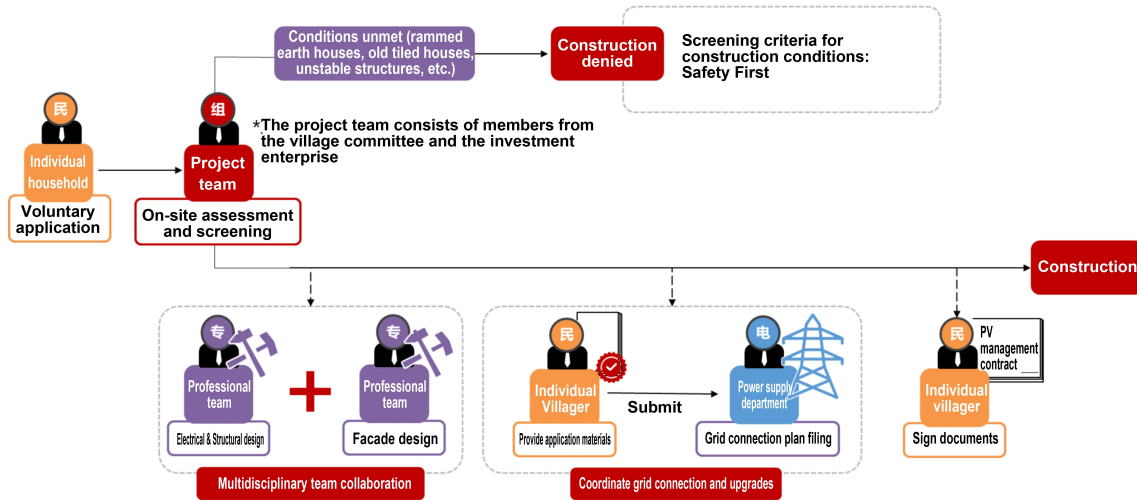 Conditions unmet (rammed
earth houses, old tiled houses,
unstable structures, etc.)
Construction
denied
Screening criteria for
construction conditions:
Safety First
民
组
*The project team consists of members from
the village committee and the investment
enterprise
Individual
household
Project
team
Voluntary
application
On-site assessment
and screening
Construction
专
专
民
电
民
PV
management
contract
Professional
team
Professional
team
Individual
Villager
Submit
Power supply
department
Individual
villager
Electrical & Structural design
Facade design
Provide application materials
Grid connection plan filing
Sign documents
Multidisciplinary team collaboration
Coordinate grid connection and upgrades